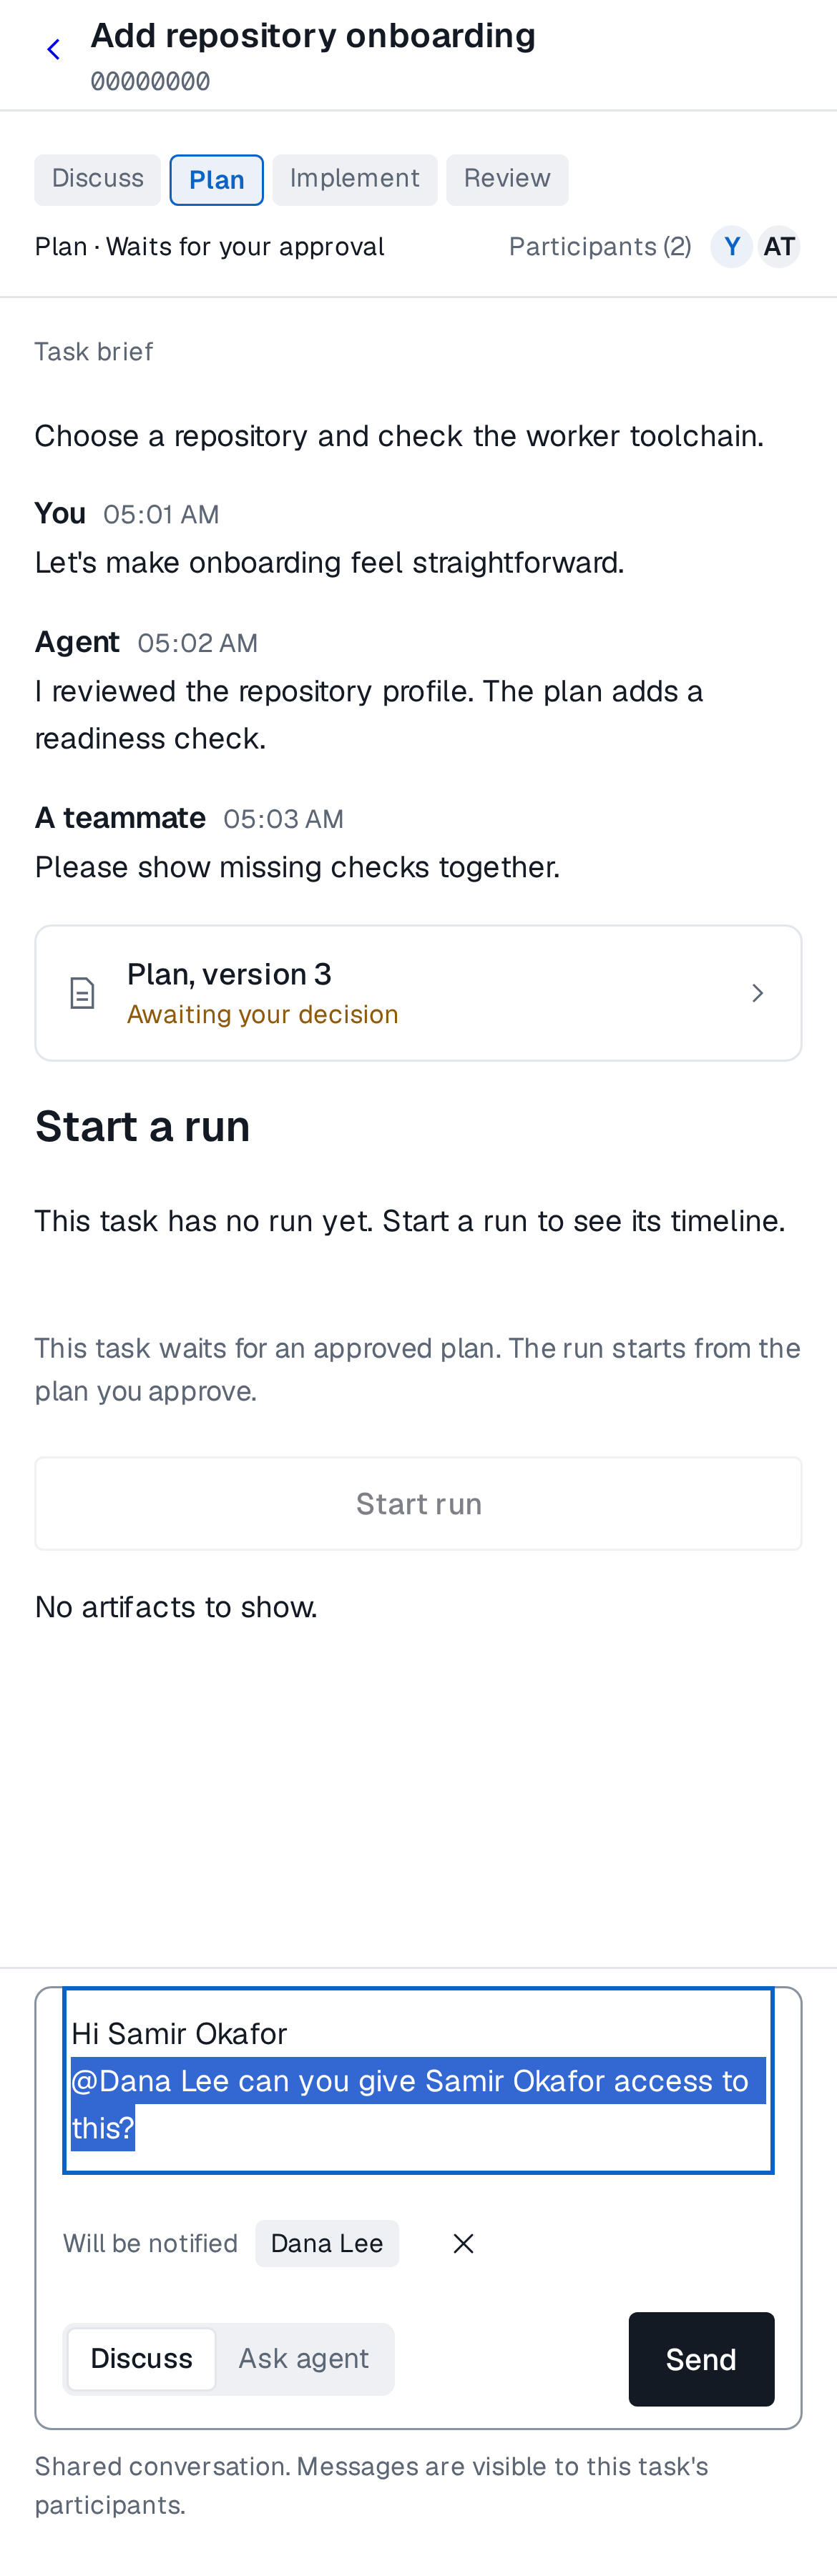 Add repository onboarding
00000000
Discuss Plan Implement Review
Plan · Waits for your approval Participants (2) Y AT
Task brief
Choose a repository and check the worker toolchain.
You 05:01 AM
Let's make onboarding feel straightforward.
Agent 05:02 AM
I reviewed the repository profile. The plan adds a
readiness check.
A teammate 05:03 AM
Please show missing checks together.
Plan, version 3
Awaiting your decision
Start a run
This task has no run yet. Start a run to see its timeline.
This task waits for an approved plan. The run starts from the
plan you approve.
Start run
No artifacts to show.
Hi Samir Okafor
@Dana Lee can you give Samir Okafor access to
this?
Will be notified Dana Lee
Discuss Ask agent Send
Shared conversation. Messages are visible to this task's
participants.